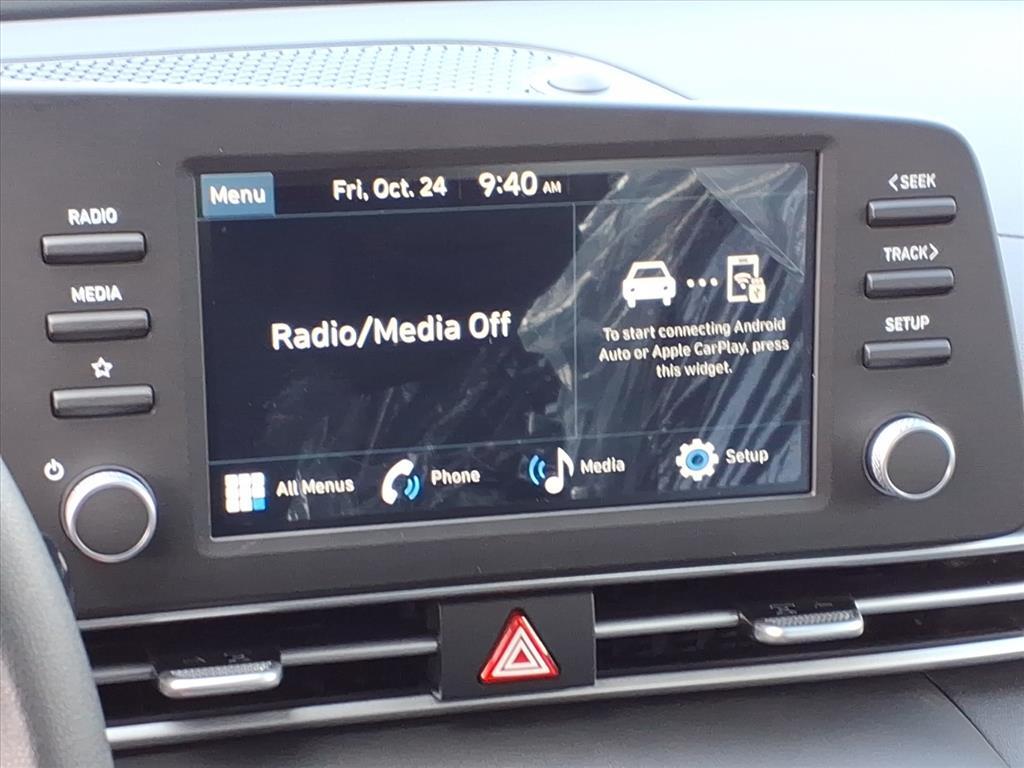 Menu
Fri, Oct. 24
9:40 AM
RADIO
MEDIA
Radio/Media Off
To start connecting Android
Auto or Apple CarPlay, press
this widget.
All Menus
Phone
Media
Setup
<SEEK
TRACK>
SETUP